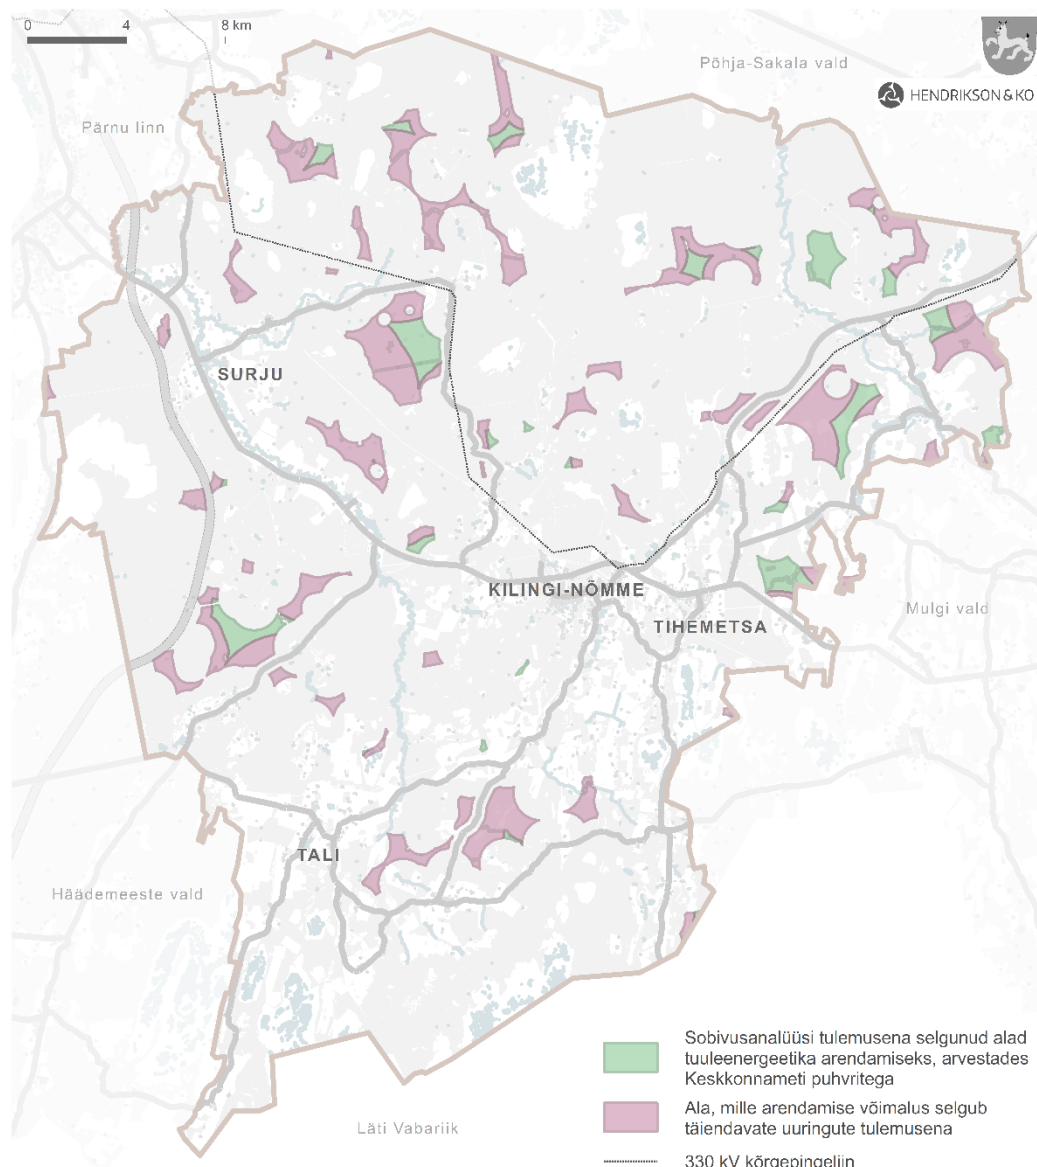 0 4 8 km
Põhja-Sakala vald
HENDRIKSON & KO
Pärnu linn
SURJU
KILINGI-NÕMME
Mulgi vald
TIHEMETSA
TALI
Häädemeeste vald
Läti Vabariik
Sobivusanalüüsi tulemusena selgunud alad
tuuleenergeetika arendamiseks, arvestades
Keskkonnameti puhvritega
Ala, mille arendamise võimalus selgub
täiendavate uuringute tulemusena
330 kV kõrgepingeliin